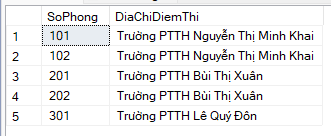 SoPhong DiaChiDiemThi
1 101 Trường PTTH Nguyễn Thị Minh Khai
2 102 Trường PTTH Nguyễn Thị Minh Khai
3 201 Trường PTTH Bùi Thị Xuân
4 202 Trường PTTH Bùi Thị Xuân
5 301 Trường PTTH Lê Quý Đôn